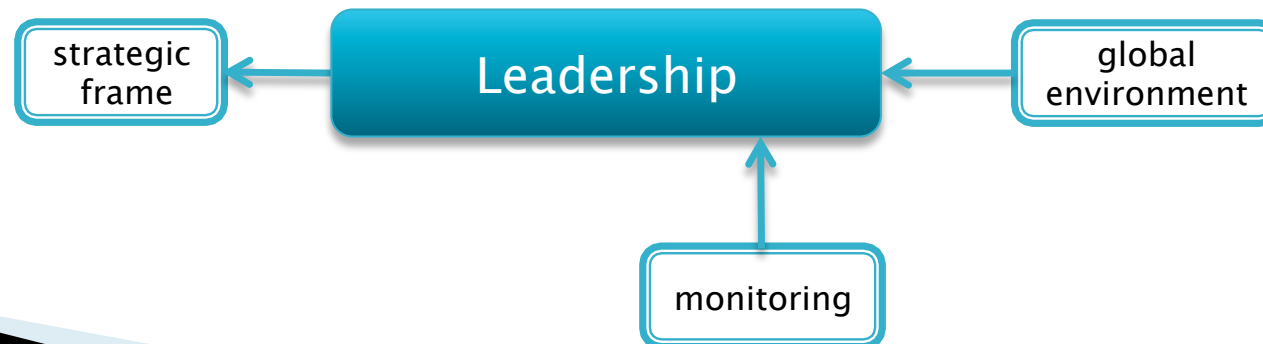 strategic
frame
Leadership
global
environment
monitoring